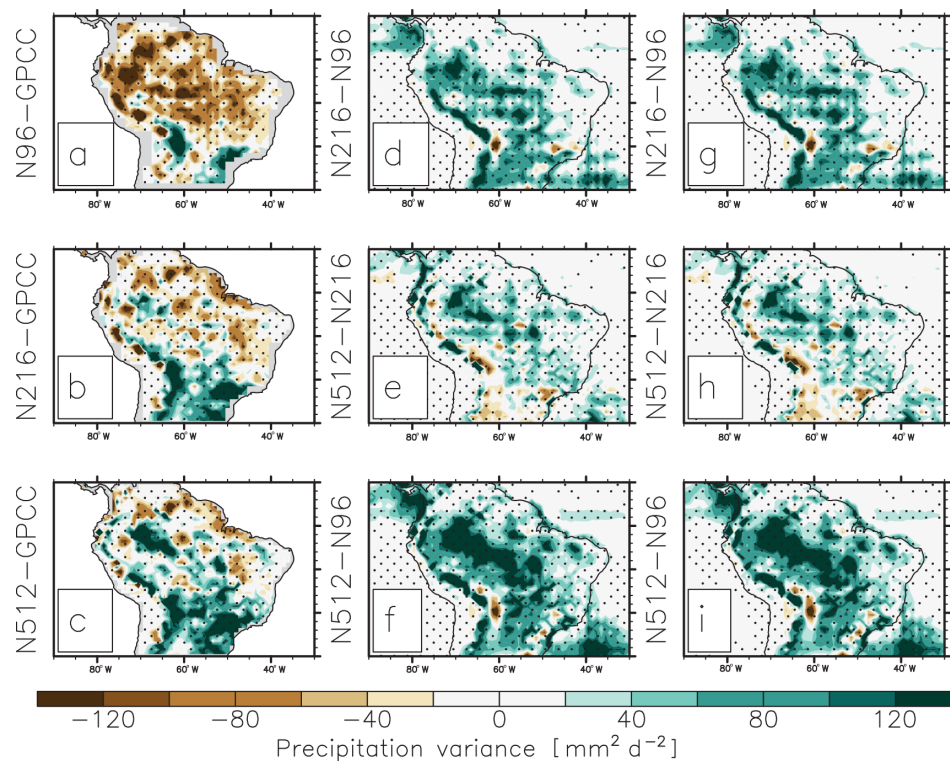 N96-GPCC
a
80° W
60° W
40° W
N216-N96
d
80° W
60° W
40° W
N216-N96
g
80° W
60° W
40° W
N216-GPCC
b
80° W
60° W
40° W
N512-N216
e
80° W
60° W
40° W
N512-N216
h
80° W
60° W
40° W
N512-GPCC
c
80° W
60° W
40° W
N512-N96
f
80° W
60° W
40° W
N512-N96
i
80° W
60° W
40° W
−120 −80 −40 0 40 80 120
Precipitation variance [mm² d⁻²]